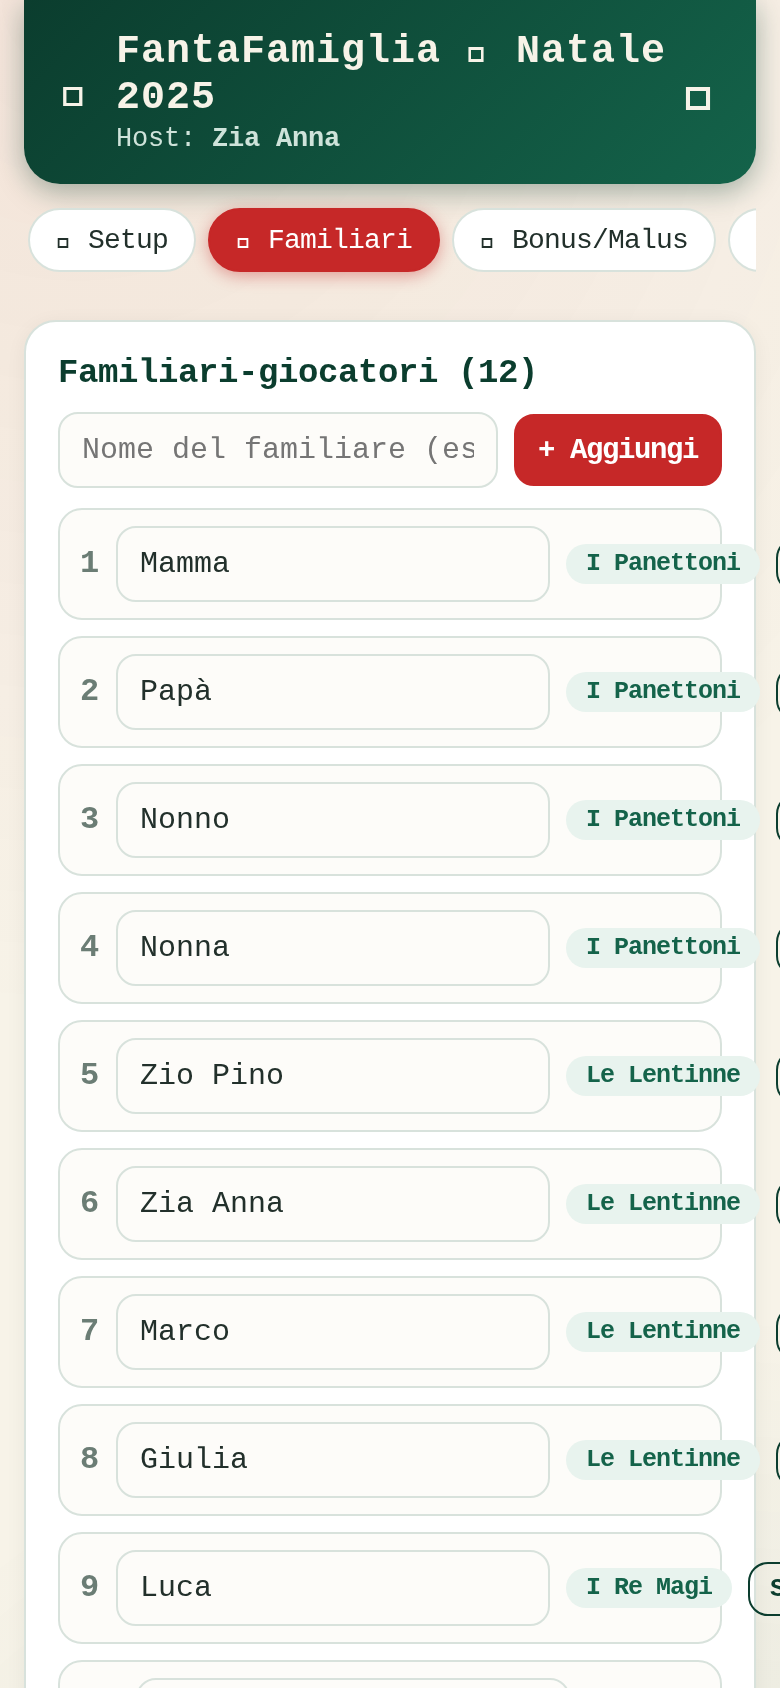 FantaFamiglia Natale
2025
Host: Zia Anna
Setup
Familiari
Bonus/Malus
Familiari-giocatori (12)
Nome del familiare (es
+ Aggiungi
1 Mamma I Panettoni
2 Papà I Panettoni
3 Nonno I Panettoni
4 Nonna I Panettoni
5 Zio Pino Le Lentinne
6 Zia Anna Le Lentinne
7 Marco Le Lentinne
8 Giulia Le Lentinne
9 Luca I Re Magi